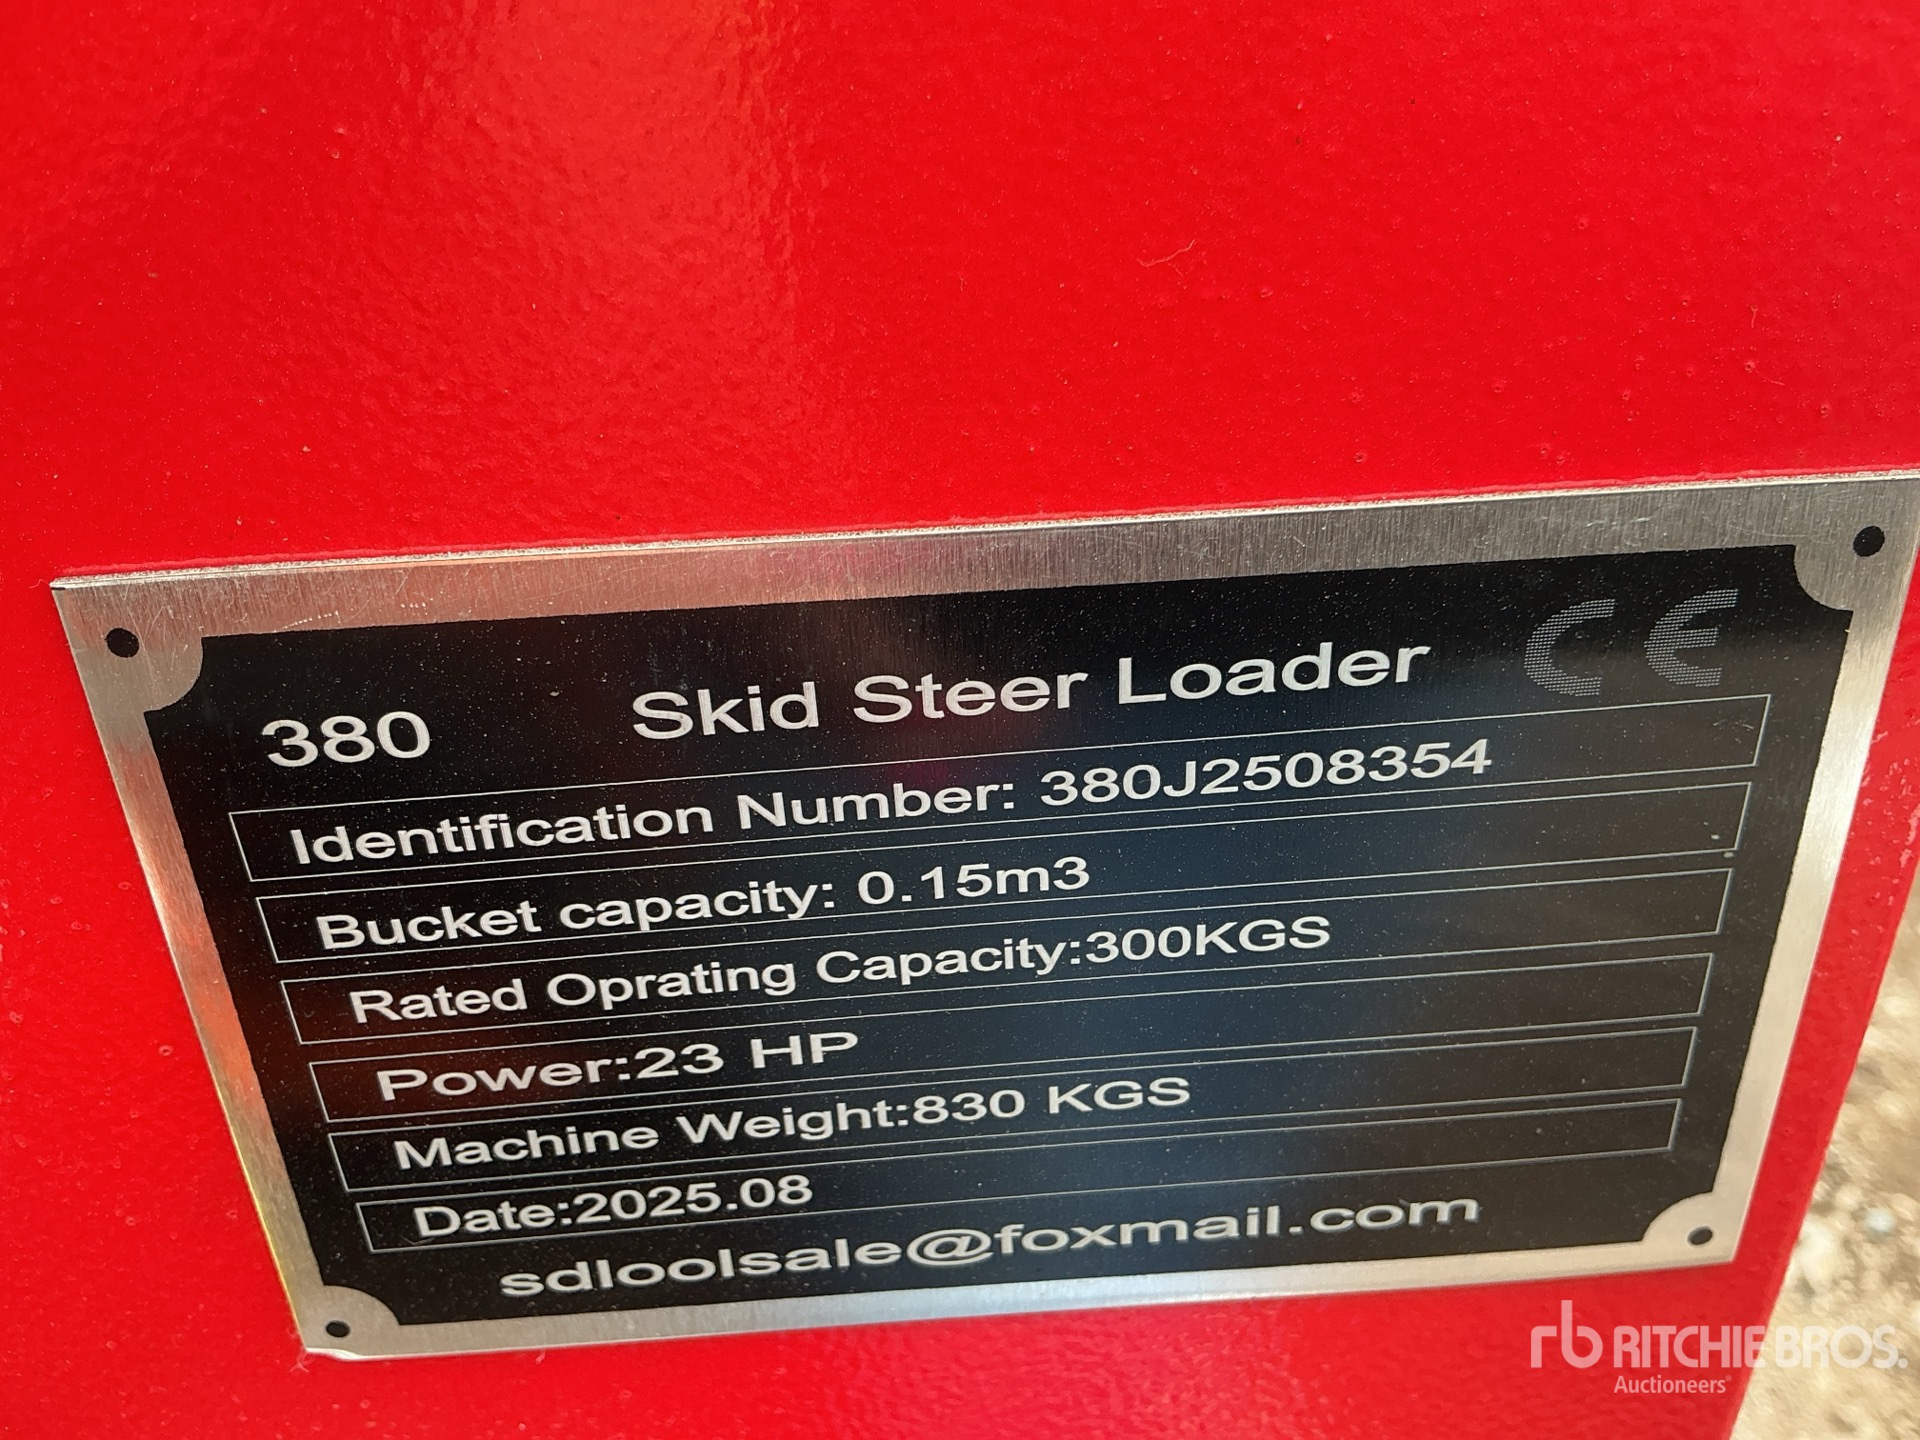 380 Skid Steer Loader CE
Identification Number: 380J2508354
Bucket capacity: 0.15m3
Rated Oprating Capacity:300KGS
Power:23 HP
Machine Weight:830 KGS
Date:2025.08
sdloolsale@foxmail.com
rb RITCHIE BROS.
Auctioneers